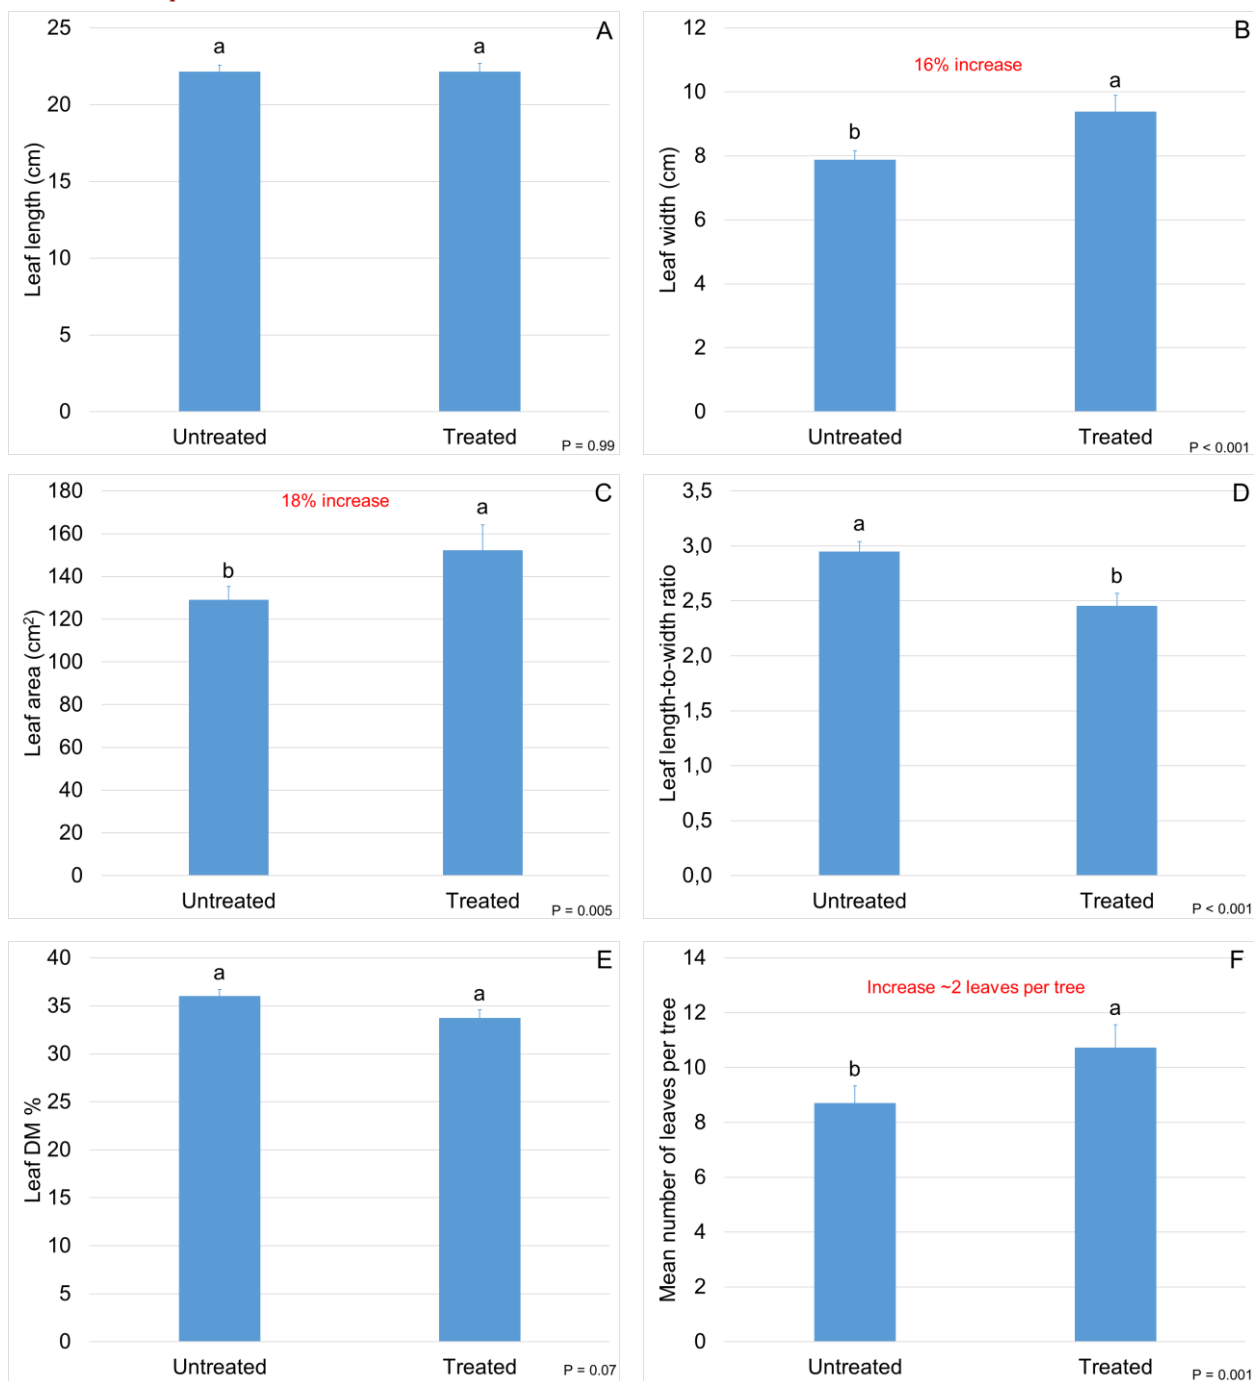 A
25
20
15
10
5
0
Leaf length (cm)
a
a
Untreated
Treated
P = 0.99
B
12
10
8
6
4
2
0
Leaf width (cm)
16% increase
b
a
Untreated
Treated
P < 0.001
C
180
160
140
120
100
80
60
40
20
0
Leaf area (cm²)
18% increase
b
a
Untreated
Treated
P = 0.005
D
3,5
3,0
2,5
2,0
1,5
1,0
0,5
0,0
Leaf length-to-width ratio
a
b
Untreated
Treated
P < 0.001
E
40
35
30
25
20
15
10
5
0
Leaf DM %
a
a
Untreated
Treated
P = 0.07
F
14
12
10
8
6
4
2
0
Mean number of leaves per tree
Increase ~2 leaves per tree
b
a
Untreated
Treated
P = 0.001